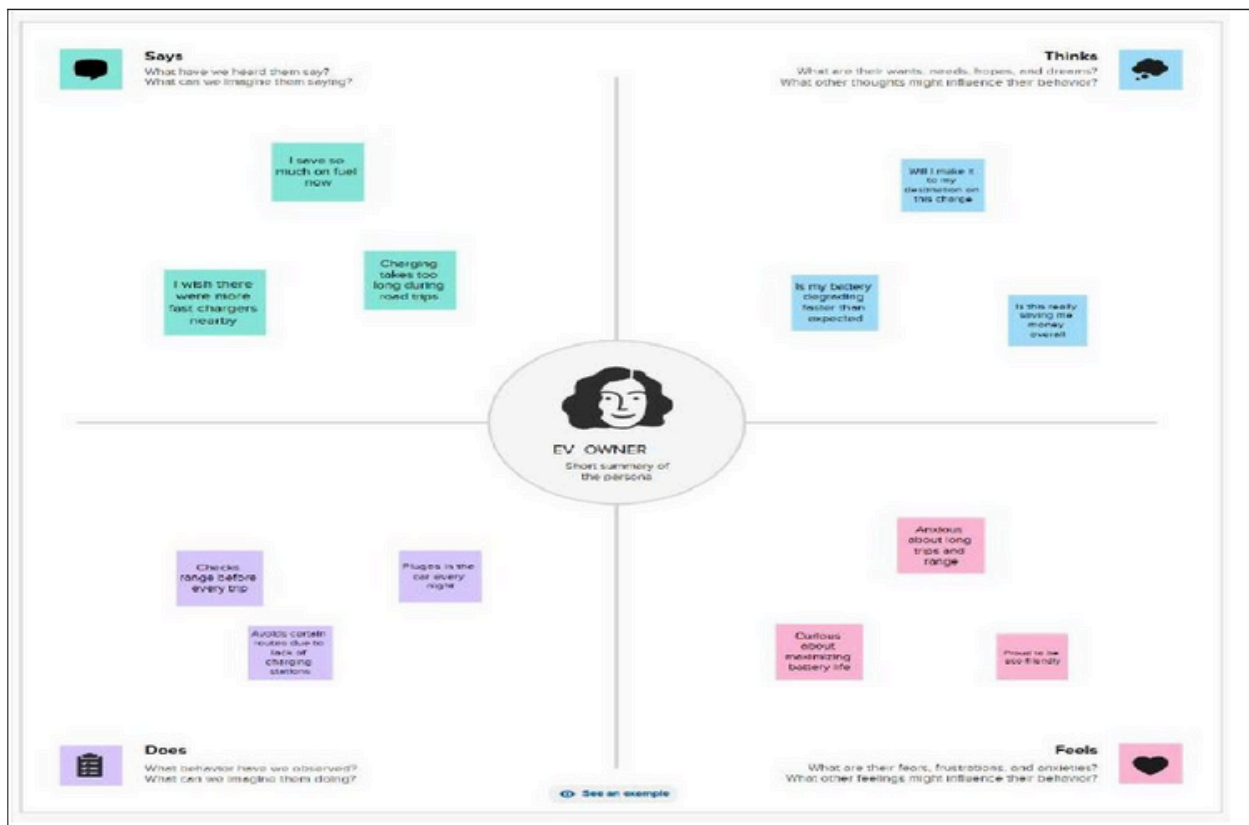 Says
What have we heard them say?
What can we imagine them saying?
I save so
much on fuel
now
I wish there
were more
fast chargers
nearby
Charging
takes too
long during
road trips
Thinks
What are their wants, needs, hopes, and dreams?
What other thoughts might influence their behavior?
Will I make it
to my
destination on
this charge
Is my battery
degrading
faster than
expected
Is this really
saving me
money
overall
EV OWNER
Short summary of
the persona
Checks
range before
every trip
Pluges in the
car every
night
Avoids certain
routes due to
lack of
charging
stations
Does
What behavior have we observed?
What can we imagine them doing?
Anxious
about long
trips and
range
Curious
about
maximizing
battery life
Proud to be
eco-friendly
Feels
What are their fears, frustrations, and anxieties?
What other feelings might influence their behavior?
See an example